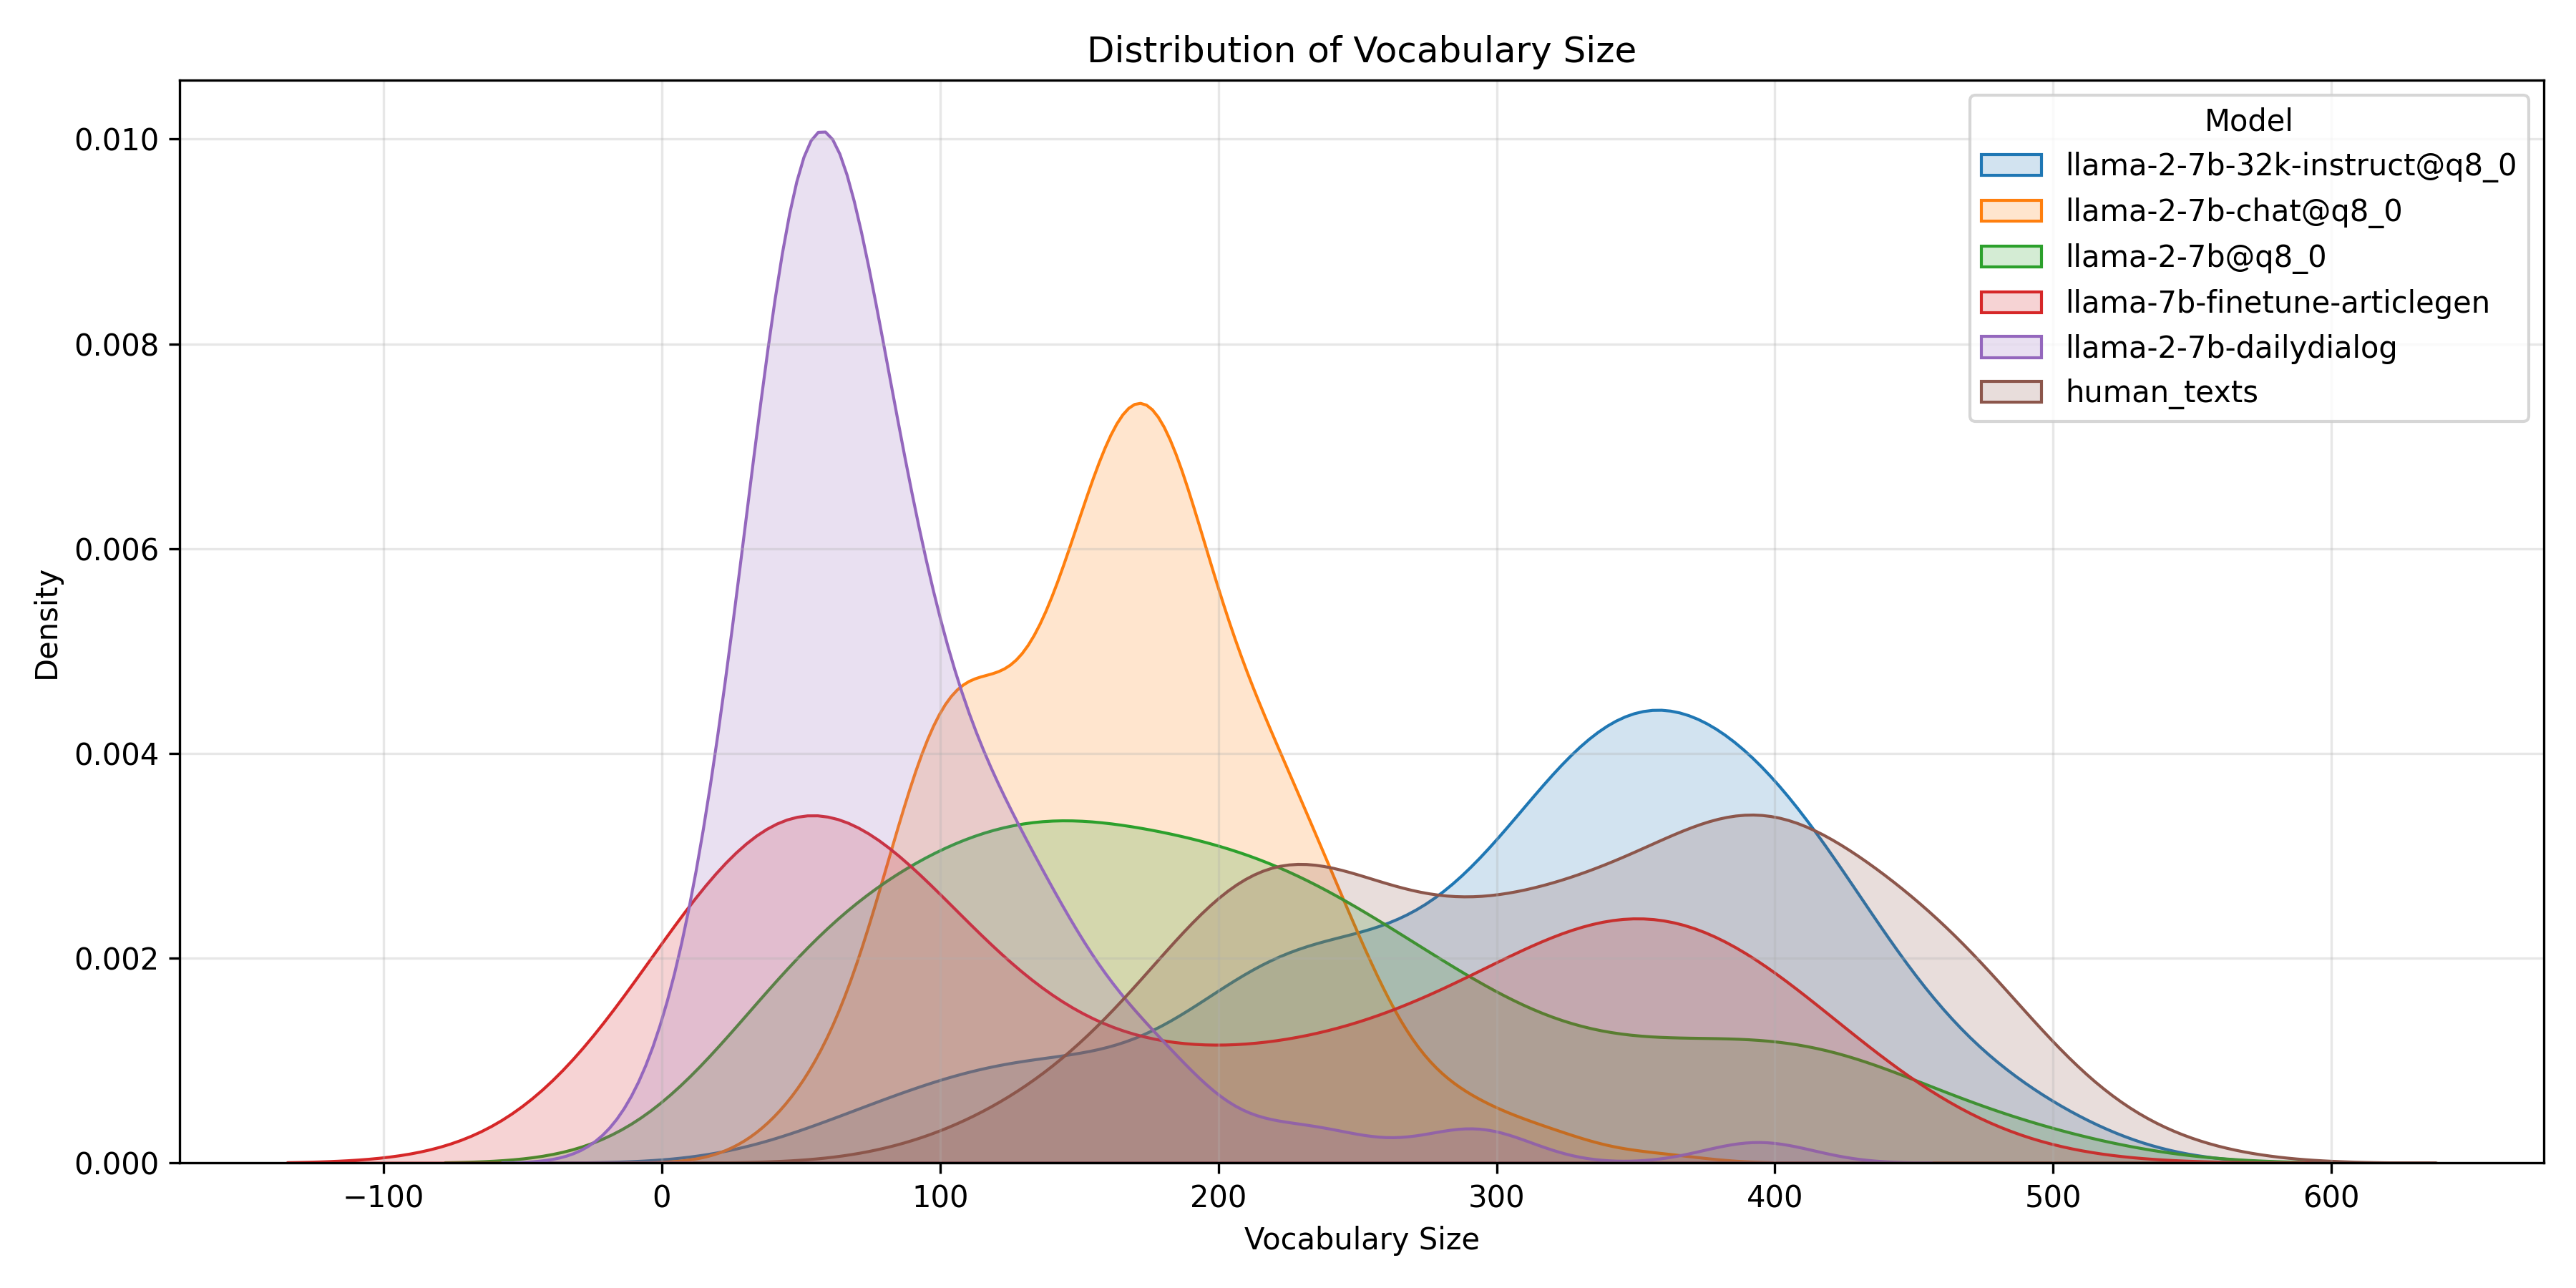 Distribution of Vocabulary Size
Model
llama-2-7b-32k-instruct@q8_0
llama-2-7b-chat@q8_0
llama-2-7b@q8_0
llama-7b-finetune-articlegen
llama-2-7b-dailydialog
human_texts
Density
0.010
0.008
0.006
0.004
0.002
0.000
−100 0 100 200 300 400 500 600
Vocabulary Size